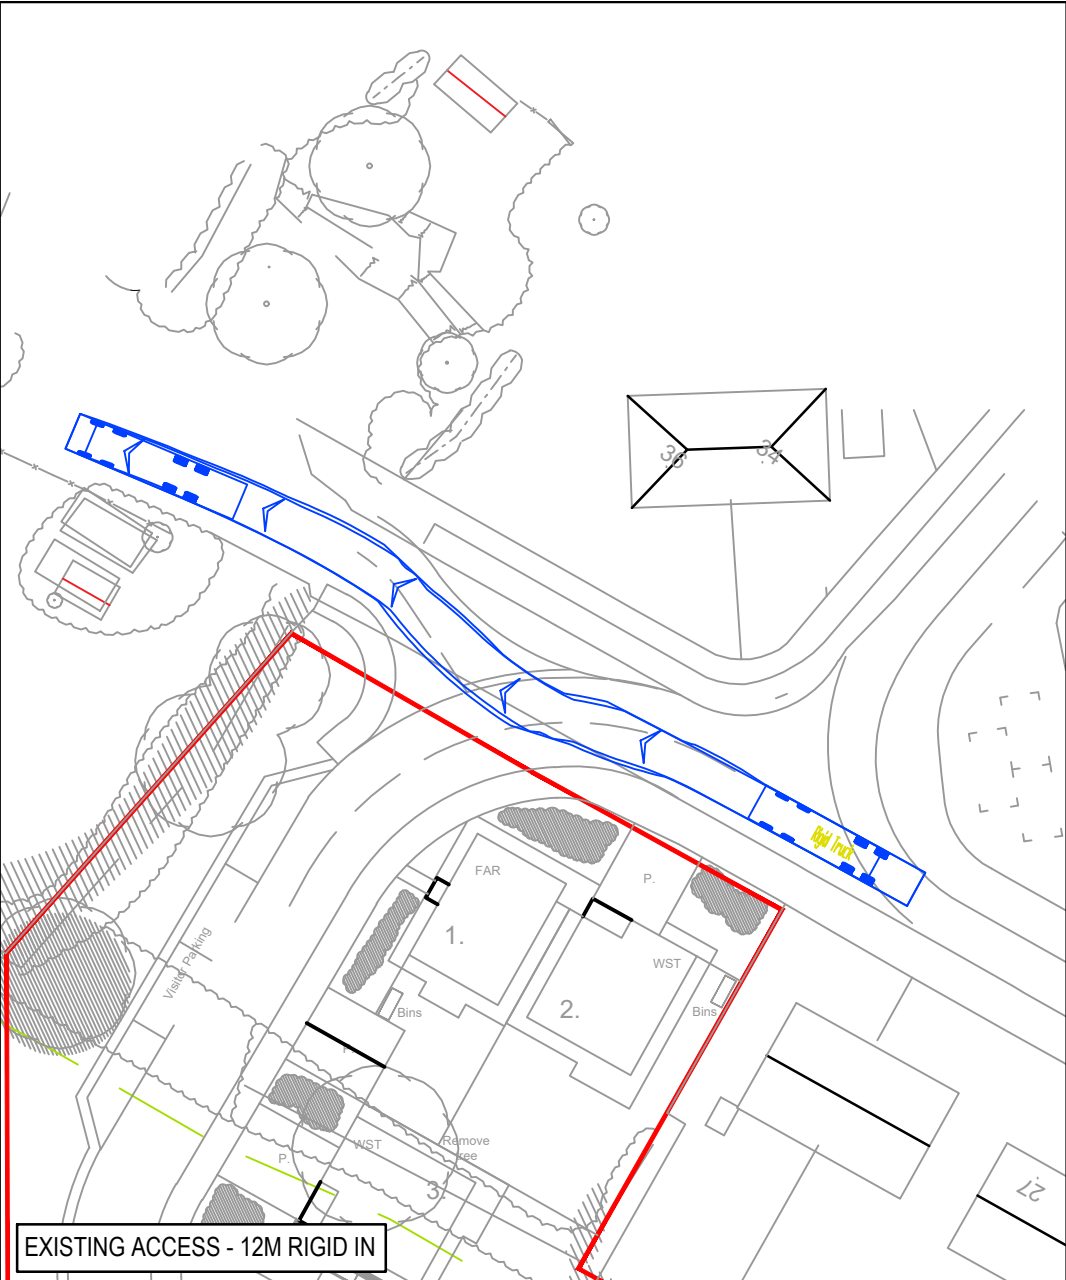 36
34
Rigid Truck
FAR
P.
1.
WST
Visitor Parking
2.
Bins
Bins
WST
Remove
P.
3.
27
EXISTING ACCESS - 12M RIGID IN